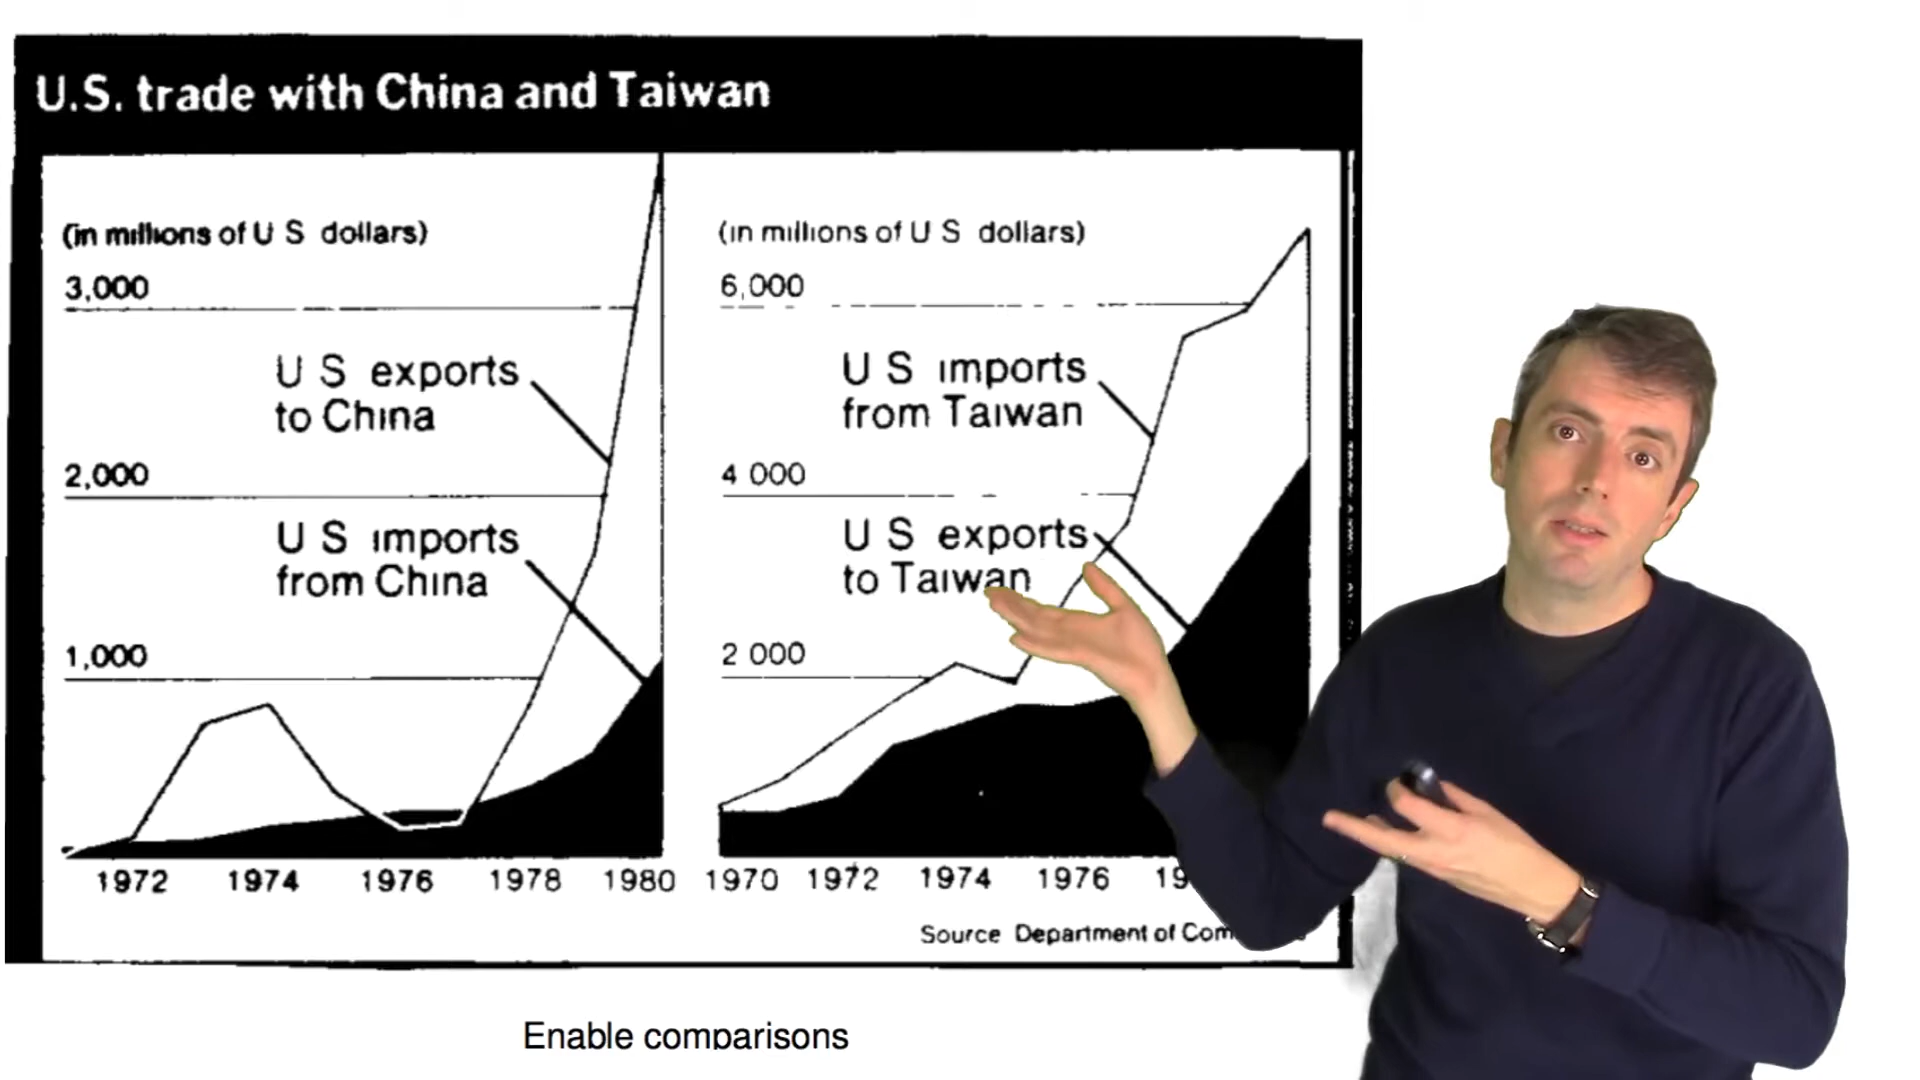 U.S. trade with China and Taiwan
(in millions of U S dollars)
3,000
U S exports
to China
2,000
U S imports
from China
1,000
1972 1974 1976 1978 1980
(in millions of U S dollars)
6,000
U S imports
from Taiwan
4 000
U S exports
to Taiwan
2 000
1970 1972 1974 1976
Source Department of
Enable comparisons